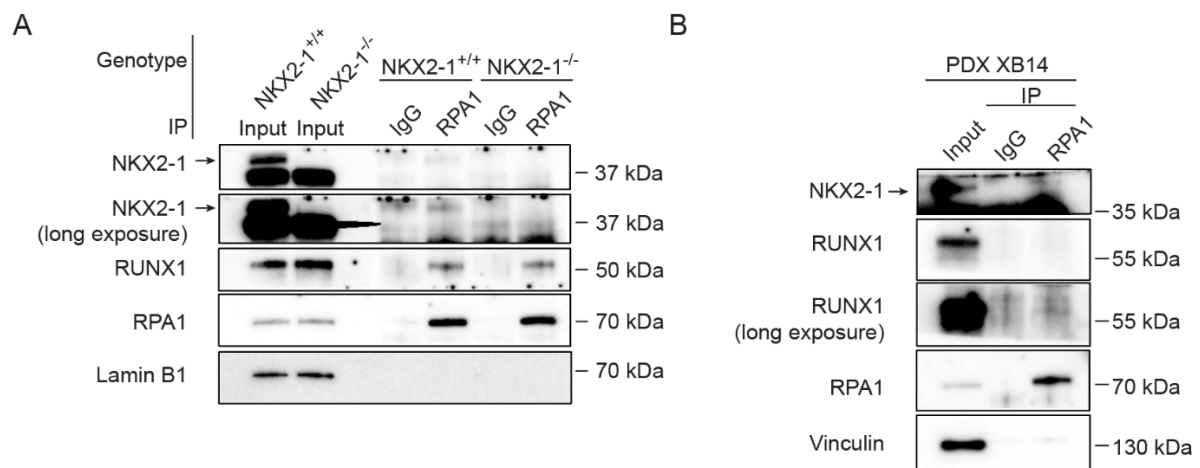 A
Genotype
NKX2-1+/+
NKX2-1-/-
NKX2-1+/+
NKX2-1-/-
IP
Input
Input
IgG
RPA1
IgG
RPA1
NKX2-1
37 kDa
NKX2-1
(long exposure)
37 kDa
RUNX1
50 kDa
RPA1
70 kDa
Lamin B1
70 kDa
B
PDX XB14
IP
Input
IgG
RPA1
NKX2-1
35 kDa
RUNX1
55 kDa
RUNX1
(long exposure)
55 kDa
RPA1
70 kDa
Vinculin
130 kDa